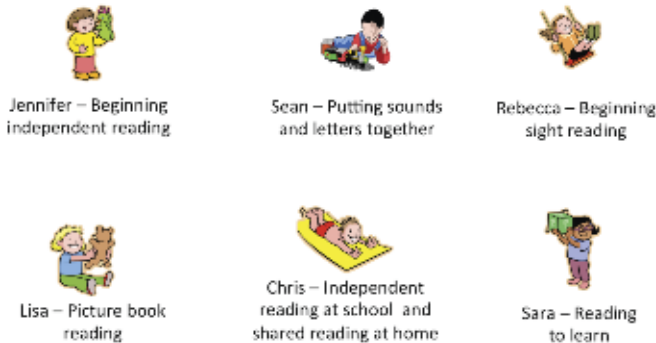 Jennifer – Beginning
independent reading
Sean – Putting sounds
and letters together
Rebecca – Beginning
sight reading
Lisa – Picture book
reading
Chris – Independent
reading at school and
shared reading at home
Sara – Reading
to learn